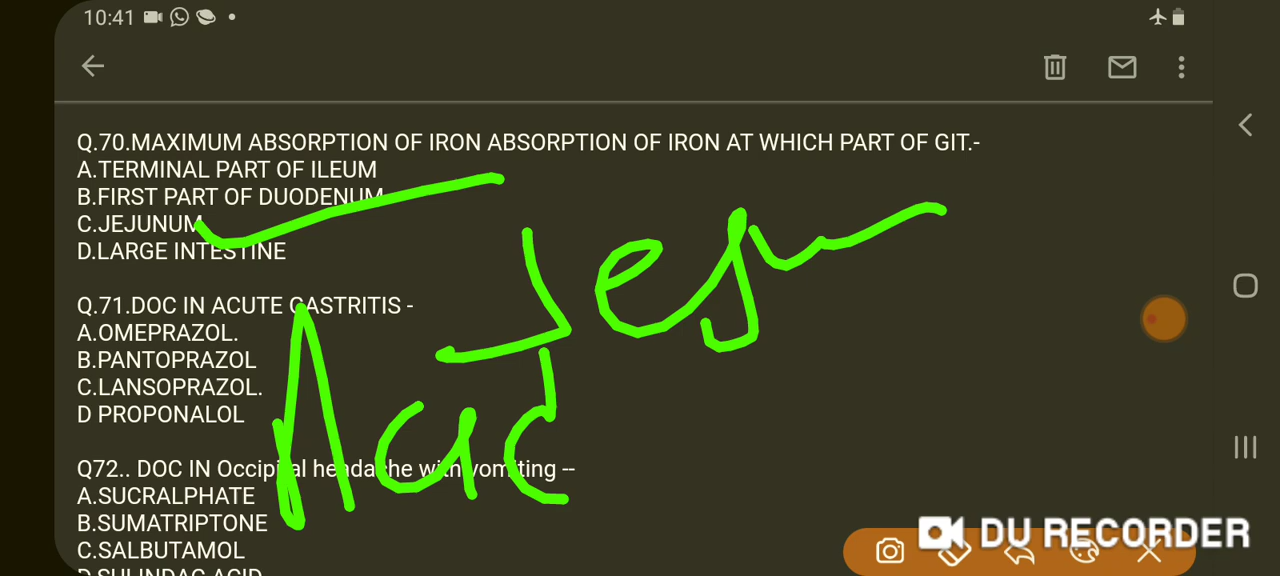 10:41
Q.70.MAXIMUM ABSORPTION OF IRON ABSORPTION OF IRON AT WHICH PART OF GIT.-
A.TERMINAL PART OF ILEUM
B.FIRST PART OF DUODENUM
C.JEJUNUM
D.LARGE INTESTINE
Q.71.DOC IN ACUTE GASTRITIS -
A.OMEPRAZOL.
B.PANTOPRAZOL
C.LANSOPRAZOL.
D PROPONALOL
Q72.. DOC IN Occipital headache with vomiting --
A.SUCRALPHATE
B.SUMATRIPTONE
C.SALBUTAMOL
D.SULINDAC ACID
DU RECORDER